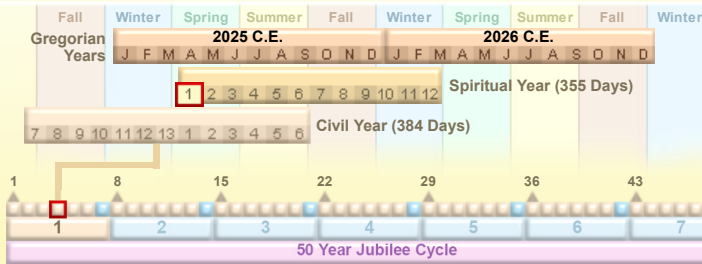 Fall Winter Spring Summer Fall Winter Spring Summer Fall Winter
Gregorian Years
2025 C.E. 2026 C.E.
J F M A M J J A S O N D J F M A M J J A S O N D
1 2 3 4 5 6 7 8 9 10 11 12 Spiritual Year (355 Days)
7 8 9 10 11 12 13 1 2 3 4 5 6 Civil Year (384 Days)
1 8 15 22 29 36 43
1 2 3 4 5 6 7
50 Year Jubilee Cycle